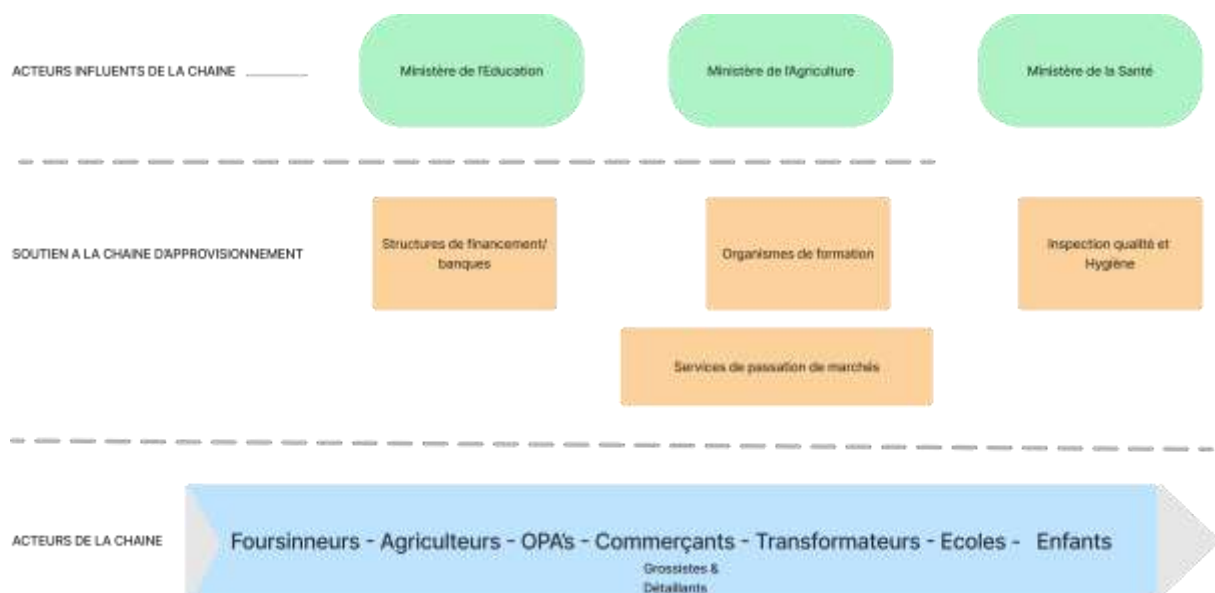 ACTEURS INFLUENTS DE LA CHAINE
Ministère de l'Education
Ministère de l'Agriculture
Ministère de la Santé
SOUTIEN A LA CHAINE D'APPROVISIONNEMENT
Structures de financement/
banques
Organismes de formation
Inspection qualité et
Hygiène
Services de passation de marchés
ACTEURS DE LA CHAINE
Foursinneurs - Agriculteurs - OPA's - Commerçants - Transformateurs - Ecoles - Enfants
Grossistes &
Détaillants